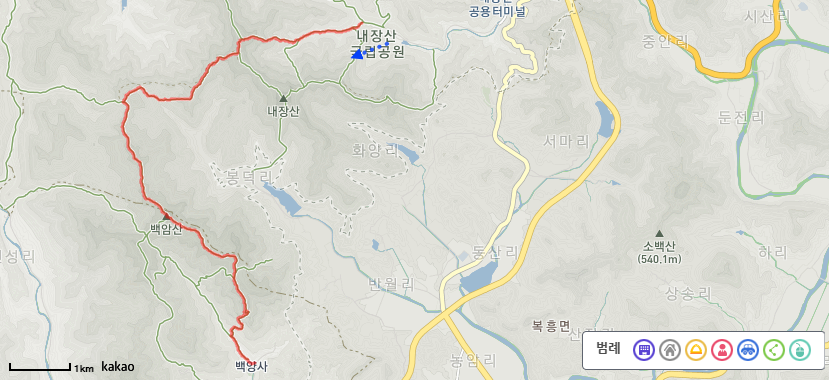 공용터미널
시산리
중안리
내장산
국립공원
내장산
둔전리
서마리
화양리
봉덕리
백암산
동산리
소백산
(540.1m)
하리
반월리
상송리
복흥면
농암리
백양사
범례
1km kakao